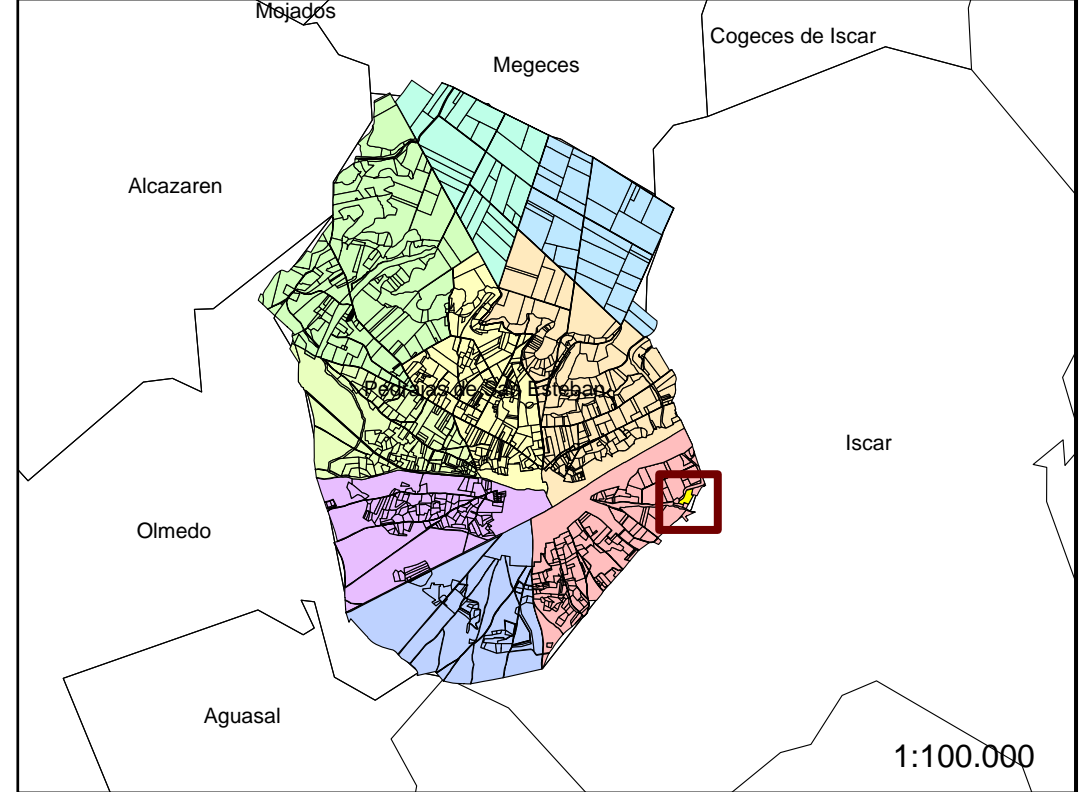 Mojados
Cogeces de Iscar
Megeces
Alcazaren
Pedrajas de San Esteban
Iscar
Olmedo
Aguasal
1:100.000